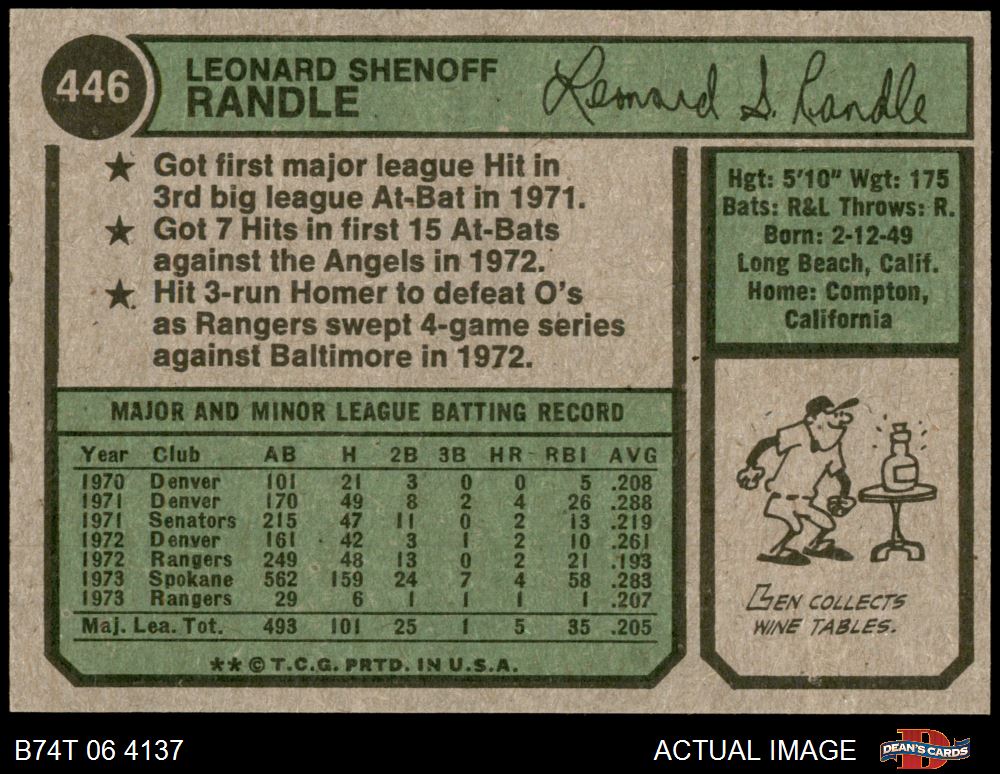 446
LEONARD SHENOFF
RANDLE
Lennard S. Randle
★ Got first major league Hit in
3rd big league At-Bat in 1971.
★ Got 7 Hits in first 15 At-Bats
against the Angels in 1972.
★ Hit 3-run Homer to defeat O's
as Rangers swept 4-game series
against Baltimore in 1972.
Hgt: 5'10" Wgt: 175
Bats: R&L Throws: R.
Born: 2-12-49
Long Beach, Calif.
Home: Compton,
California
MAJOR AND MINOR LEAGUE BATTING RECORD
Year Club AB H 2B 3B HR RBI AVG
1970 Denver 101 21 3 0 0 5 .208
1971 Denver 170 49 8 2 4 26 .288
1971 Senators 215 47 11 0 2 13 .219
1972 Denver 161 42 3 1 2 10 .261
1972 Rangers 249 48 13 0 2 21 .193
1973 Spokane 562 159 24 7 4 58 .283
1973 Rangers 29 6 1 1 1 1 .207
Maj. Lea. Tot. 493 101 25 1 5 35 .205
** © T.C.G. PRTD. IN U.S.A.
BEN COLLECTS
WINE TABLES.
B74T 06 4137
ACTUAL IMAGE
DEAN'S CARDS